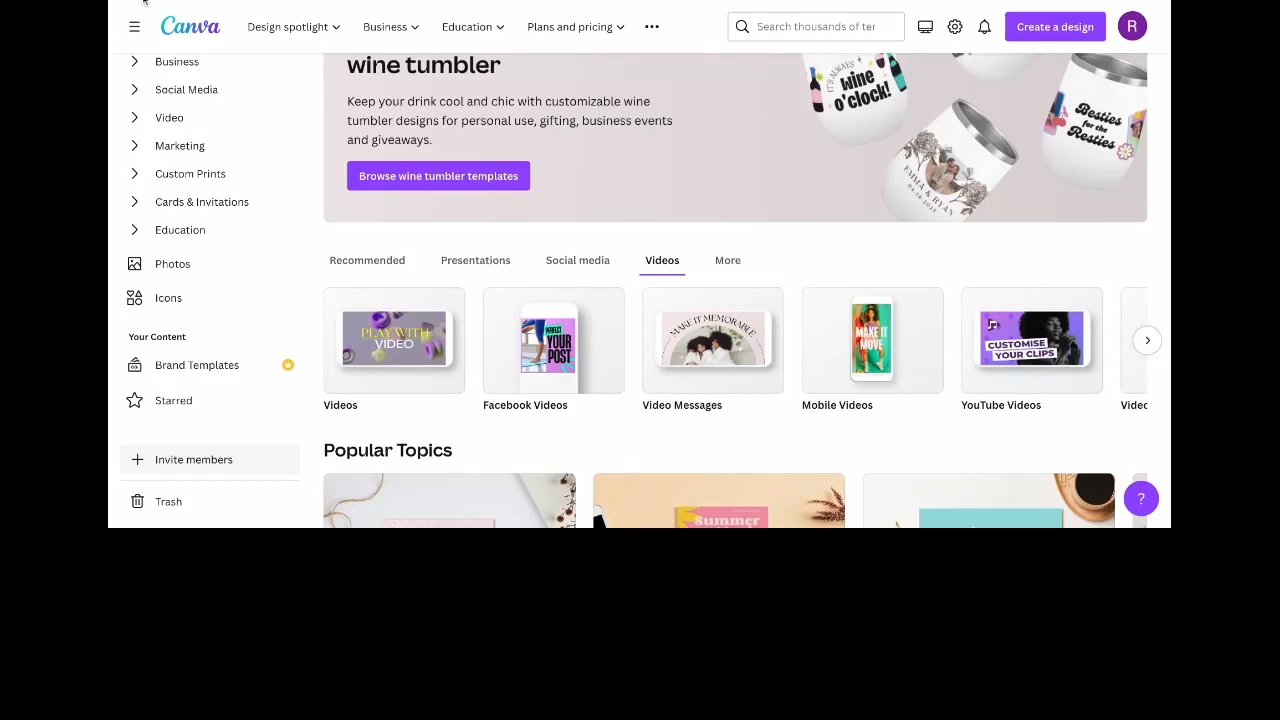 Canva
Design spotlight
Business
Education
Plans and pricing
Search thousands of ter
Create a design
R
Business
Social Media
Video
Marketing
Custom Prints
Cards & Invitations
Education
Photos
Icons
Your Content
Brand Templates
Starred
Invite members
Trash
wine tumbler
Keep your drink cool and chic with customizable wine
tumbler designs for personal use, gifting, business events
and giveaways.
Browse wine tumbler templates
IT'S ALWAYS
wine
o'clock!
EMMA & RYAN
Besties
for the
Resties
Recommended
Presentations
Social media
Videos
More
PLAY WITH
VIDEO
PERFECT
YOUR
POST
MAKE IT MEMORABLE
MAKE IT
MOVE
CUSTOMISE
YOUR CLIPS
Videos
Facebook Videos
Video Messages
Mobile Videos
YouTube Videos
Videc
Popular Topics
Summer
?